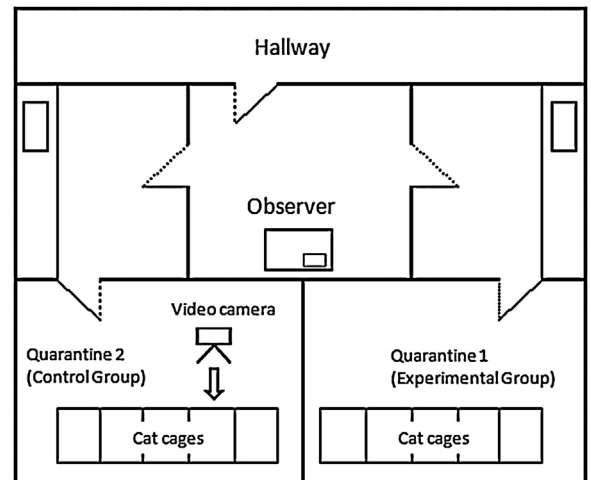 Hallway
Observer
Video camera
Quarantine 2
(Control Group)
Quarantine 1
(Experimental Group)
Cat cages
Cat cages